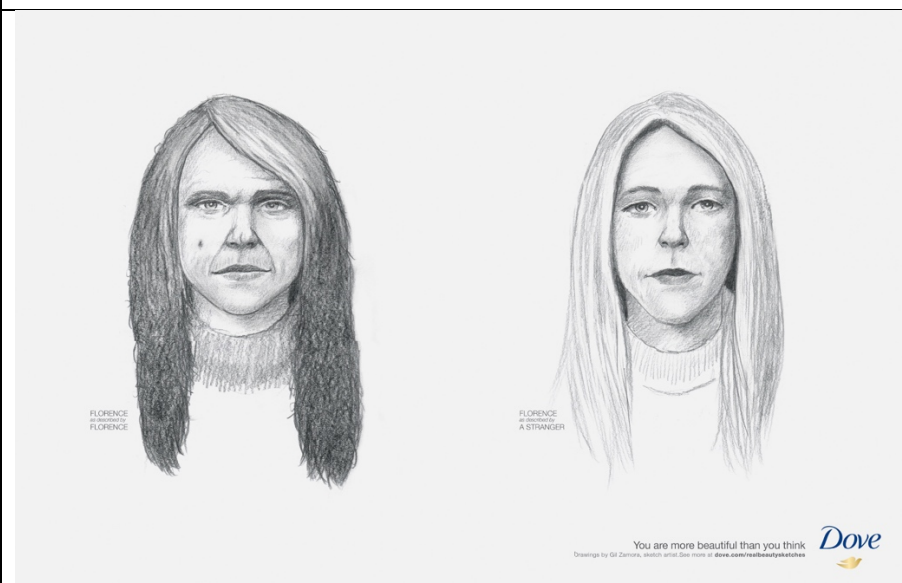 FLORENCE
as described by
FLORENCE
FLORENCE
as described by
A STRANGER
You are more beautiful than you think
Drawings by Gil Zamora, sketch artist.See more at dove.com/realbeautysketches
Dove